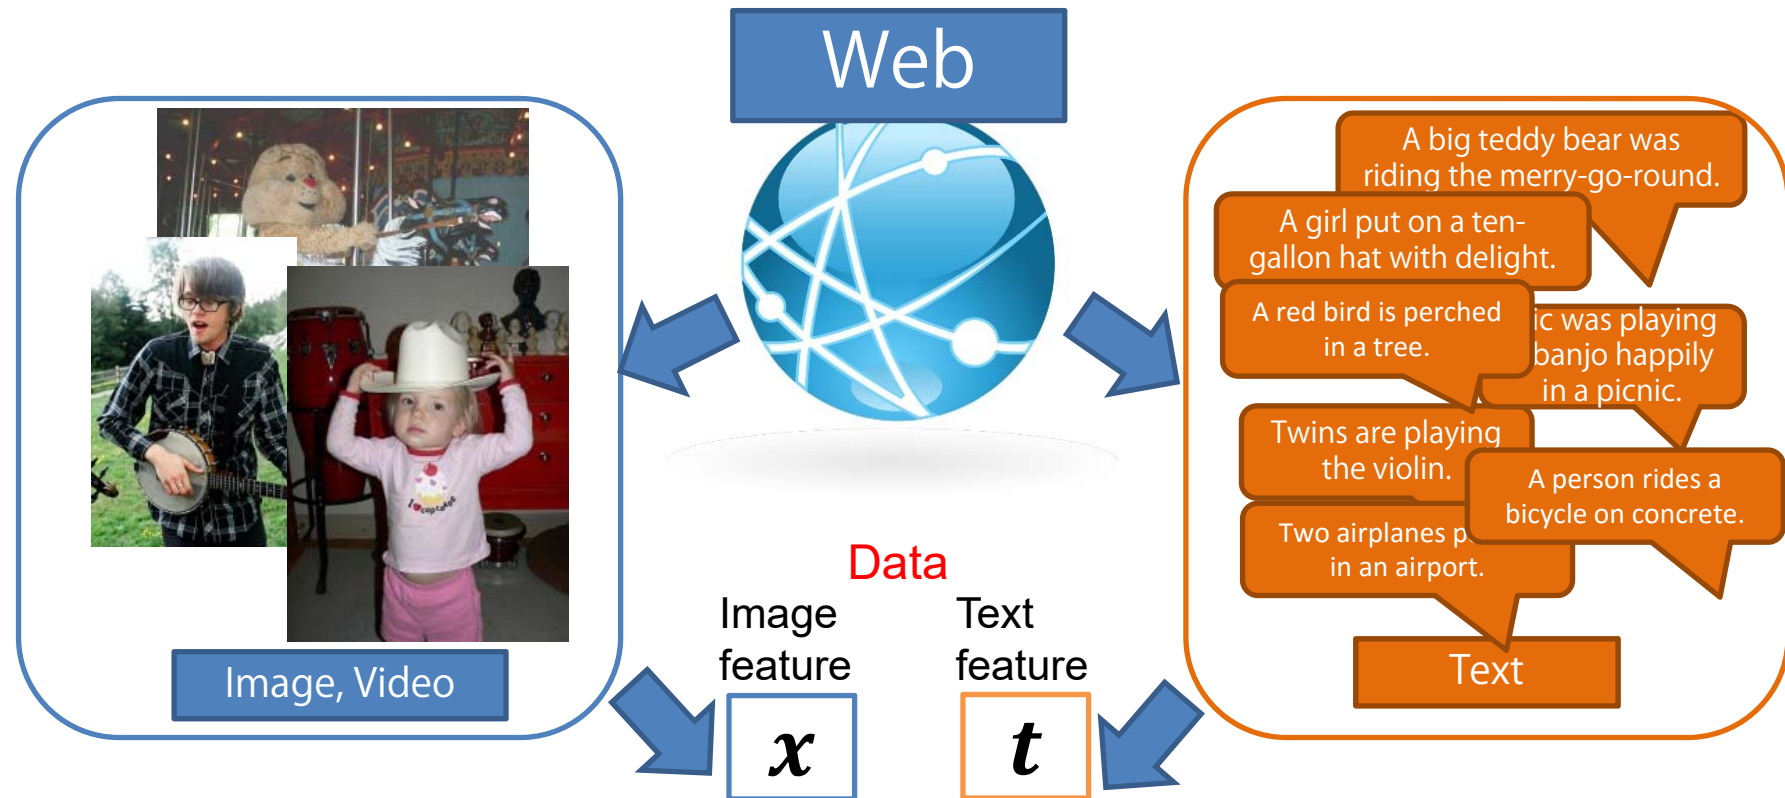 Web
A big teddy bear was
riding the merry-go-round.
A girl put on a ten-
gallon hat with delight.
A red bird is perched
in a tree.
was playing
banjo happily
in a picnic.
Twins are playing
the violin.
A person rides a
bicycle on concrete.
Two airplanes
in an airport.
Text
Image, Video
I
cupcakes
Data
Image
feature
Text
feature
x
t